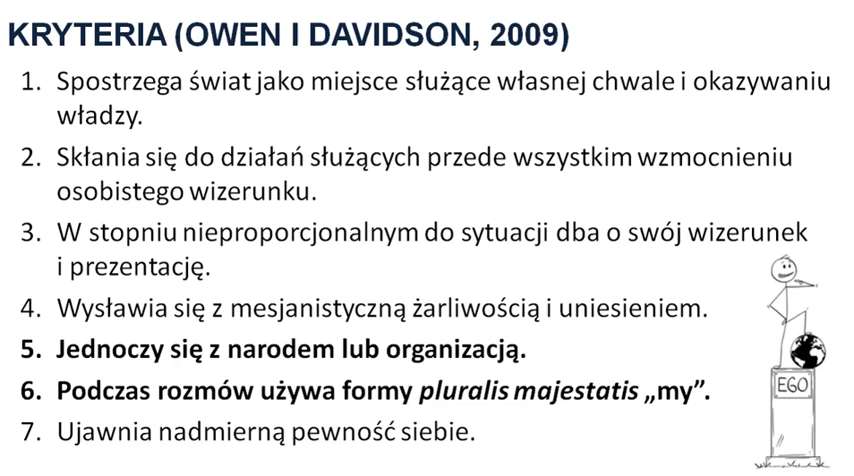 KRYTERIA (OWEN I DAVIDSON, 2009)
1. Spostrzega świat jako miejsce służące własnej chwale i okazywaniu
władzy.
2. Skłania się do działań służących przede wszystkim wzmocnieniu
osobistego wizerunku.
3. W stopniu nieproporcjonalnym do sytuacji dba o swój wizerunek
i prezentację.
4. Wysławia się z mesjanistyczną żarliwością i uniesieniem.
5. Jednoczy się z narodem lub organizacją.
6. Podczas rozmów używa formy pluralis majestatis „my”.
7. Ujawnia nadmierną pewność siebie.
EGO